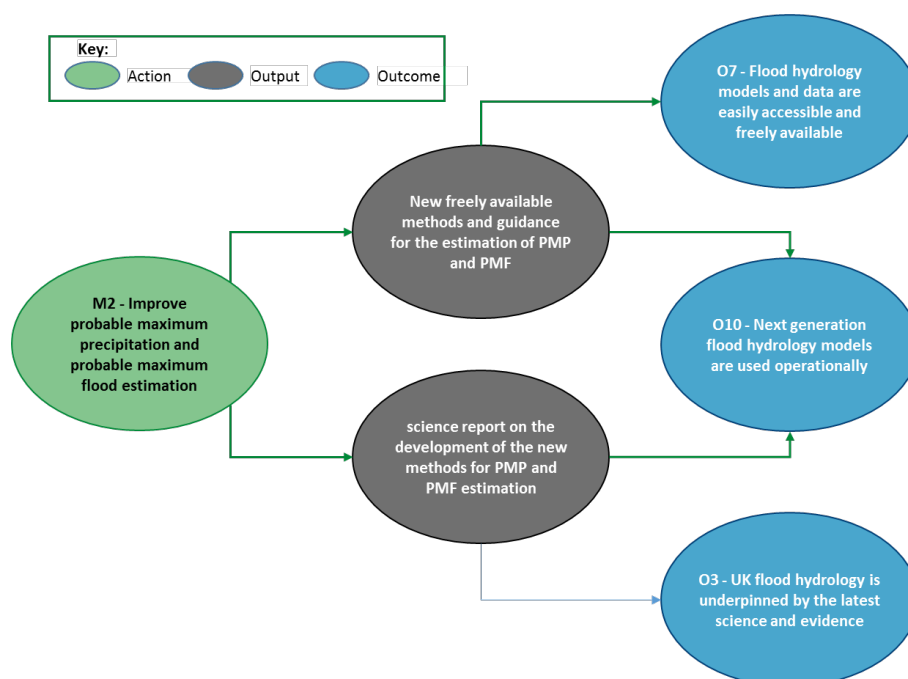 Key:
Action
Output
Outcome
O7 - Flood hydrology
models and data are
easily accessible and
freely available
New freely available
methods and guidance
for the estimation of PMP
and PMF
M2 - Improve
probable maximum
precipitation and
probable maximum
flood estimation
O10 - Next generation
flood hydrology models
are used operationally
science report on the
development of the new
methods for PMP and
PMF estimation
O3 - UK flood hydrology is
underpinned by the latest
science and evidence